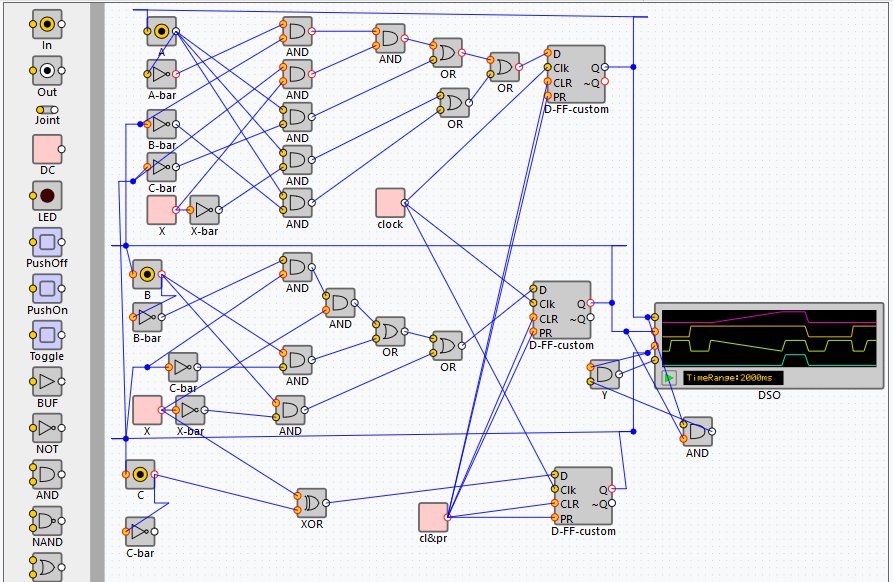 In
Out
Joint
DC
LED
PushOff
PushOn
Toggle
BUF
NOT
AND
NAND
A
A-bar
B-bar
C-bar
X
X-bar
AND
AND
AND
AND
AND
AND
OR
OR
OR
clock
D
Clk
CLR
PR
Q
~Q
D-FF-custom
B
B-bar
C-bar
X
X-bar
AND
AND
AND
AND
OR
OR
D
Clk
CLR
PR
Q
~Q
D-FF-custom
Y
TimeRange:2000ms
DSO
AND
C
C-bar
XOR
cl&pr
D
Clk
CLR
PR
Q
~Q
D-FF-custom